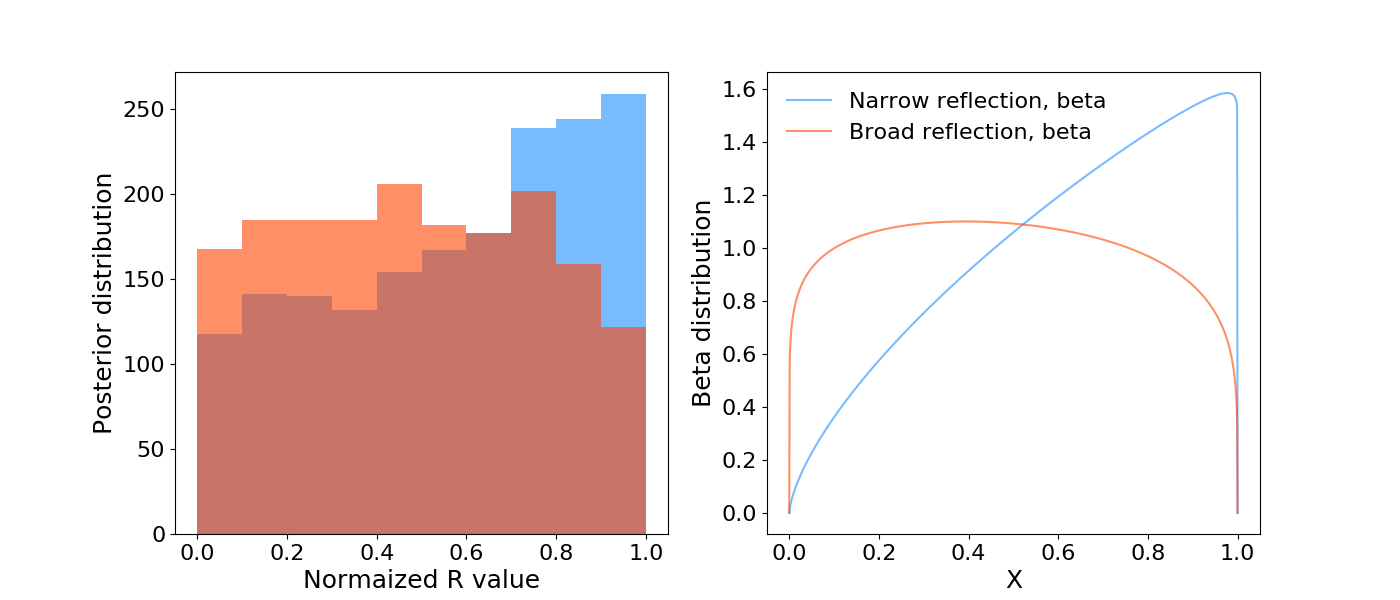 Posterior distribution
250
200
150
100
50
0
0.0 0.2 0.4 0.6 0.8 1.0
Normaized R value
Beta distribution
1.6
1.4
1.2
1.0
0.8
0.6
0.4
0.2
0.0
Narrow reflection, beta
Broad reflection, beta
0.0 0.2 0.4 0.6 0.8 1.0
X